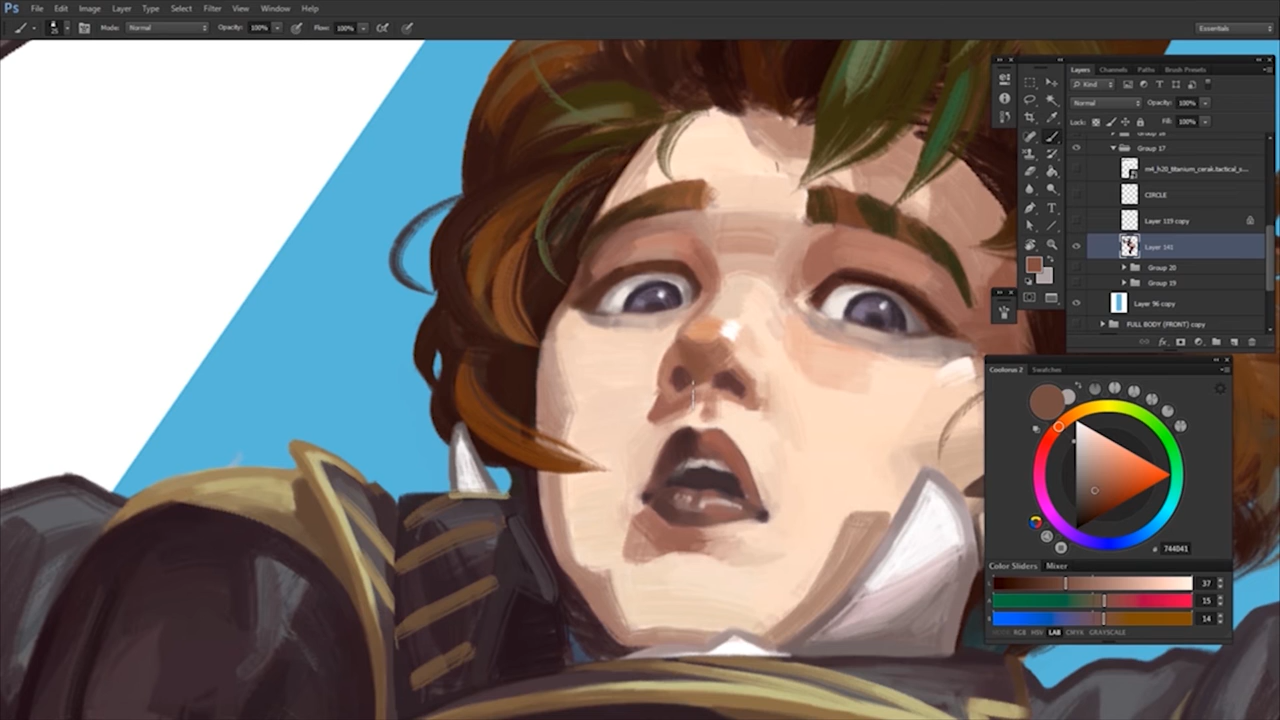 Ps File Edit Image Layer Type Select Filter View Window Help
25 Mode: Normal Opacity: 100% Flow: 100% Essentials
Layers Channels Paths Brush Presets
Kind
Normal Opacity: 100%
Lock: Fill: 100%
Group 17
CIRCLE
Layer 119 copy
Layer 141
Group 20
Group 19
Layer 96 copy
FULL BODY (FRONT) copy
Coolorus 2 Swatches
# 744041
Color Sliders Mixer
L 37
A 15
B 14
RGB HSV LAB CMYK GRAYSCALE